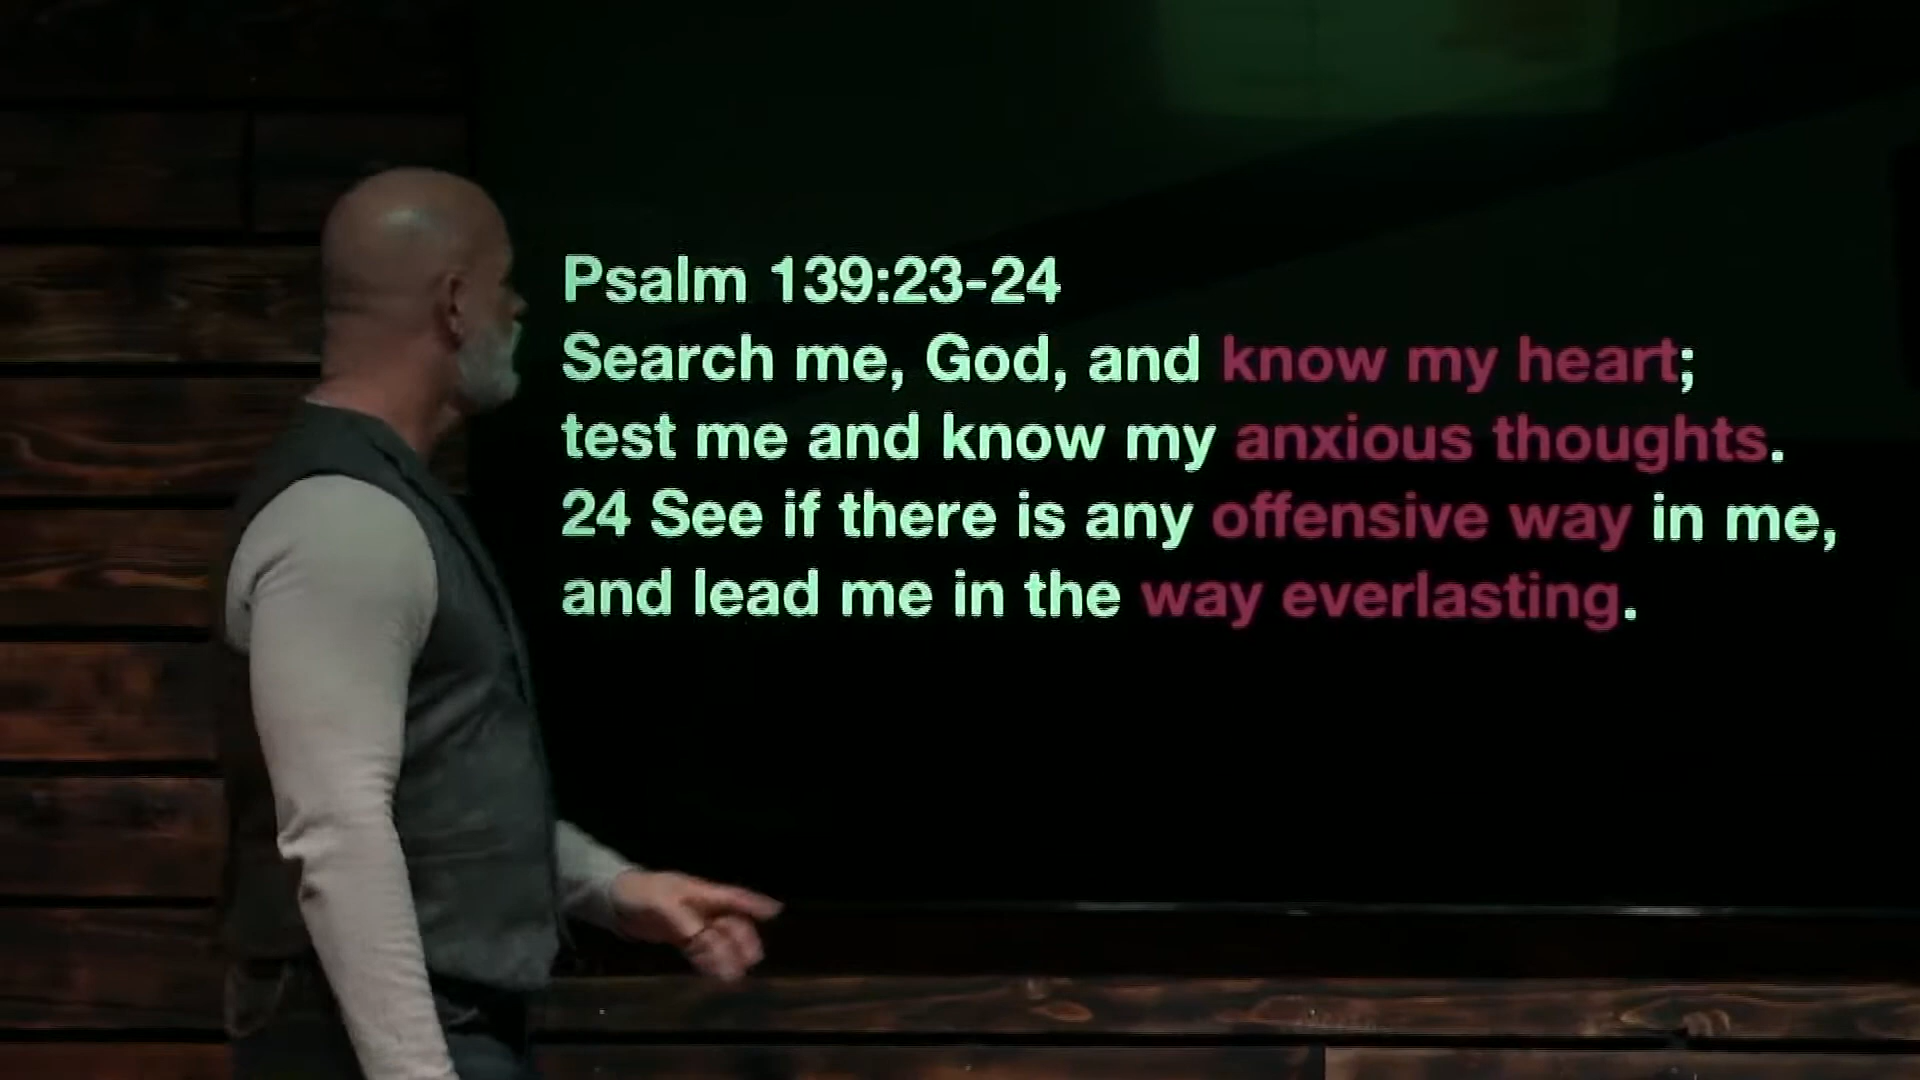 Psalm 139:23-24
Search me, God, and know my heart;
test me and know my anxious thoughts.
24 See if there is any offensive way in me,
and lead me in the way everlasting.